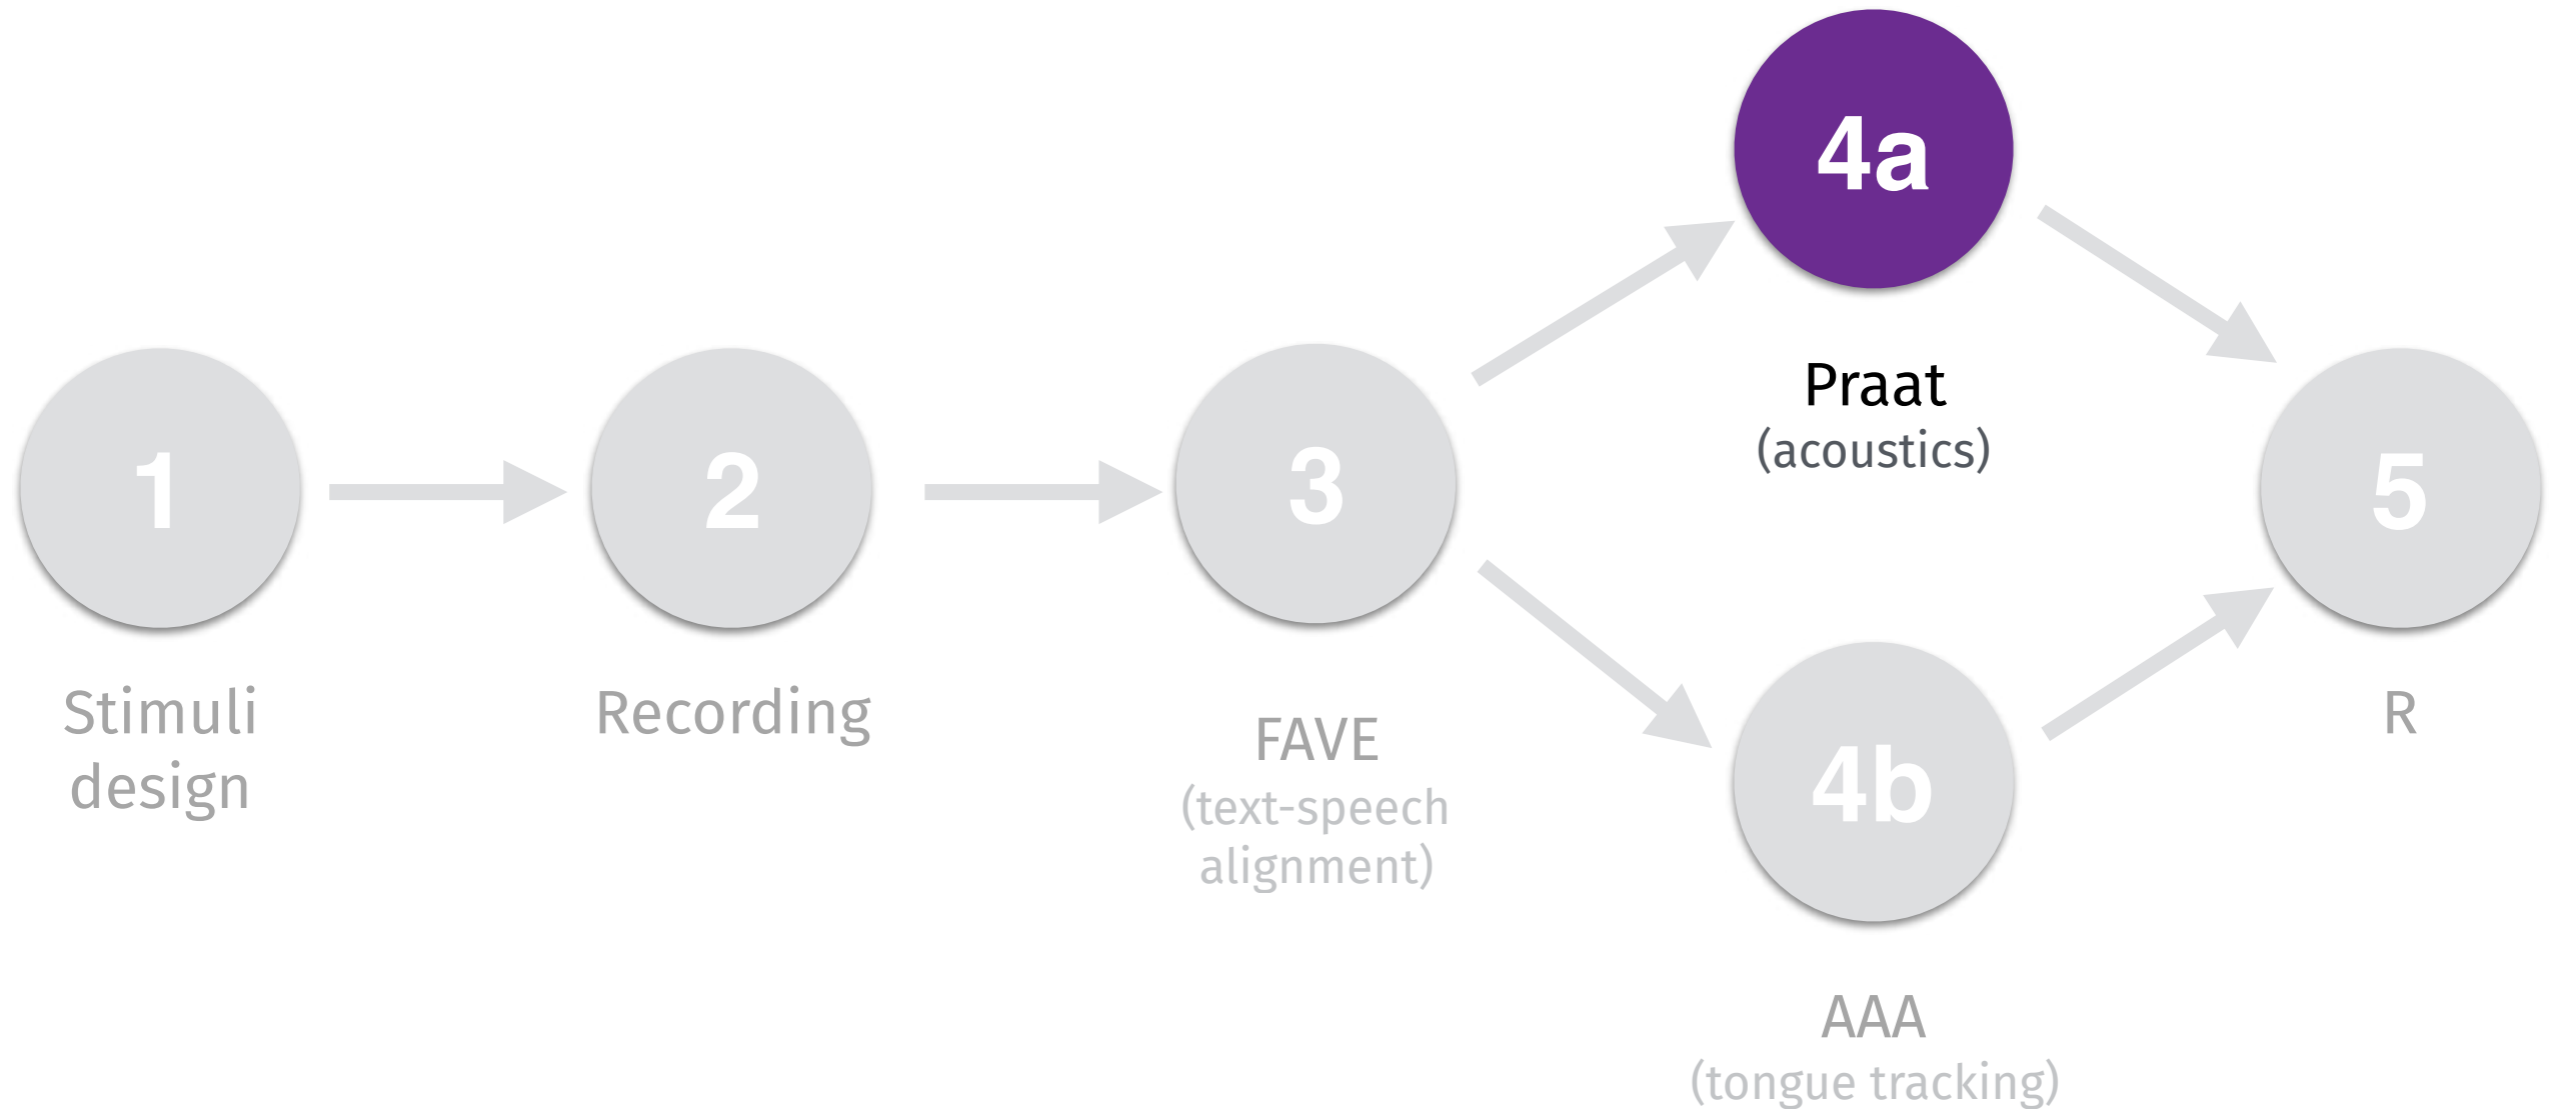 1
Stimuli
design
2
Recording
3
FAVE
(text-speech
alignment)
4a
Praat
(acoustics)
4b
AAA
(tongue tracking)
5
R